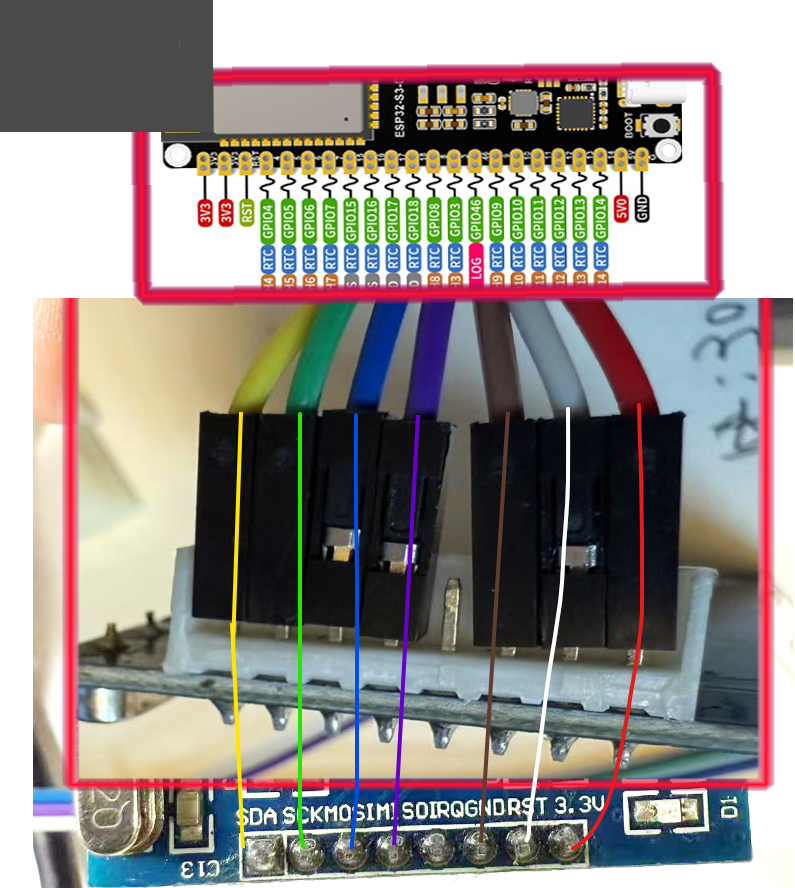 ESP32-S3-D
BOOT
3V3 3V3 RST GPIO4 GPIO5 GPIO6 GPIO7 GPIO15 GPIO16 GPIO17 GPIO18 GPIO8 GPIO3 GPIO46 GPIO9 GPIO10 GPIO11 GPIO12 GPIO13 GPIO14 5V0 GND
RTC RTC RTC RTC RTC RTC RTC RTC RTC RTC LOG RTC RTC RTC RTC RTC RTC
SDA SCK MOSI MISO IRQ GND RST 3.3V
D1
C13